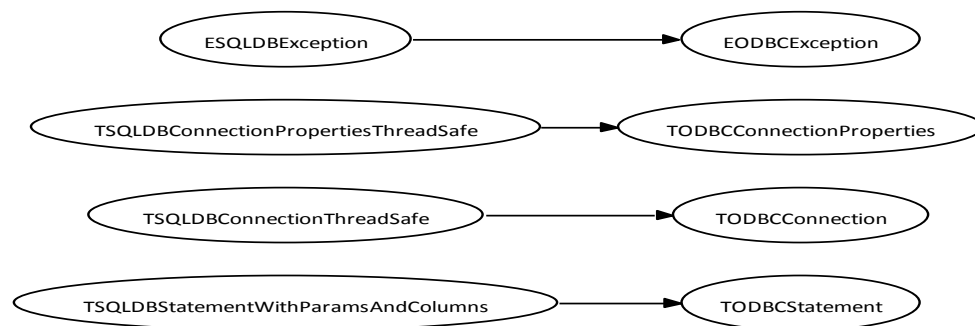 ESQLDBException
EODBCException
TSQLDBConnectionPropertiesThreadSafe
TODBCConnectionProperties
TSQLDBConnectionThreadSafe
TODBCConnection
TSQLDBStatementWithParamsAndColumns
TODBCStatement